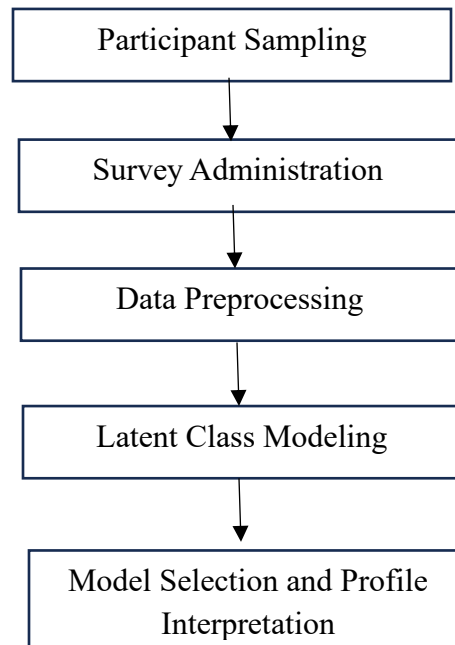 Participant Sampling
Survey Administration
Data Preprocessing
Latent Class Modeling
Model Selection and Profile
Interpretation